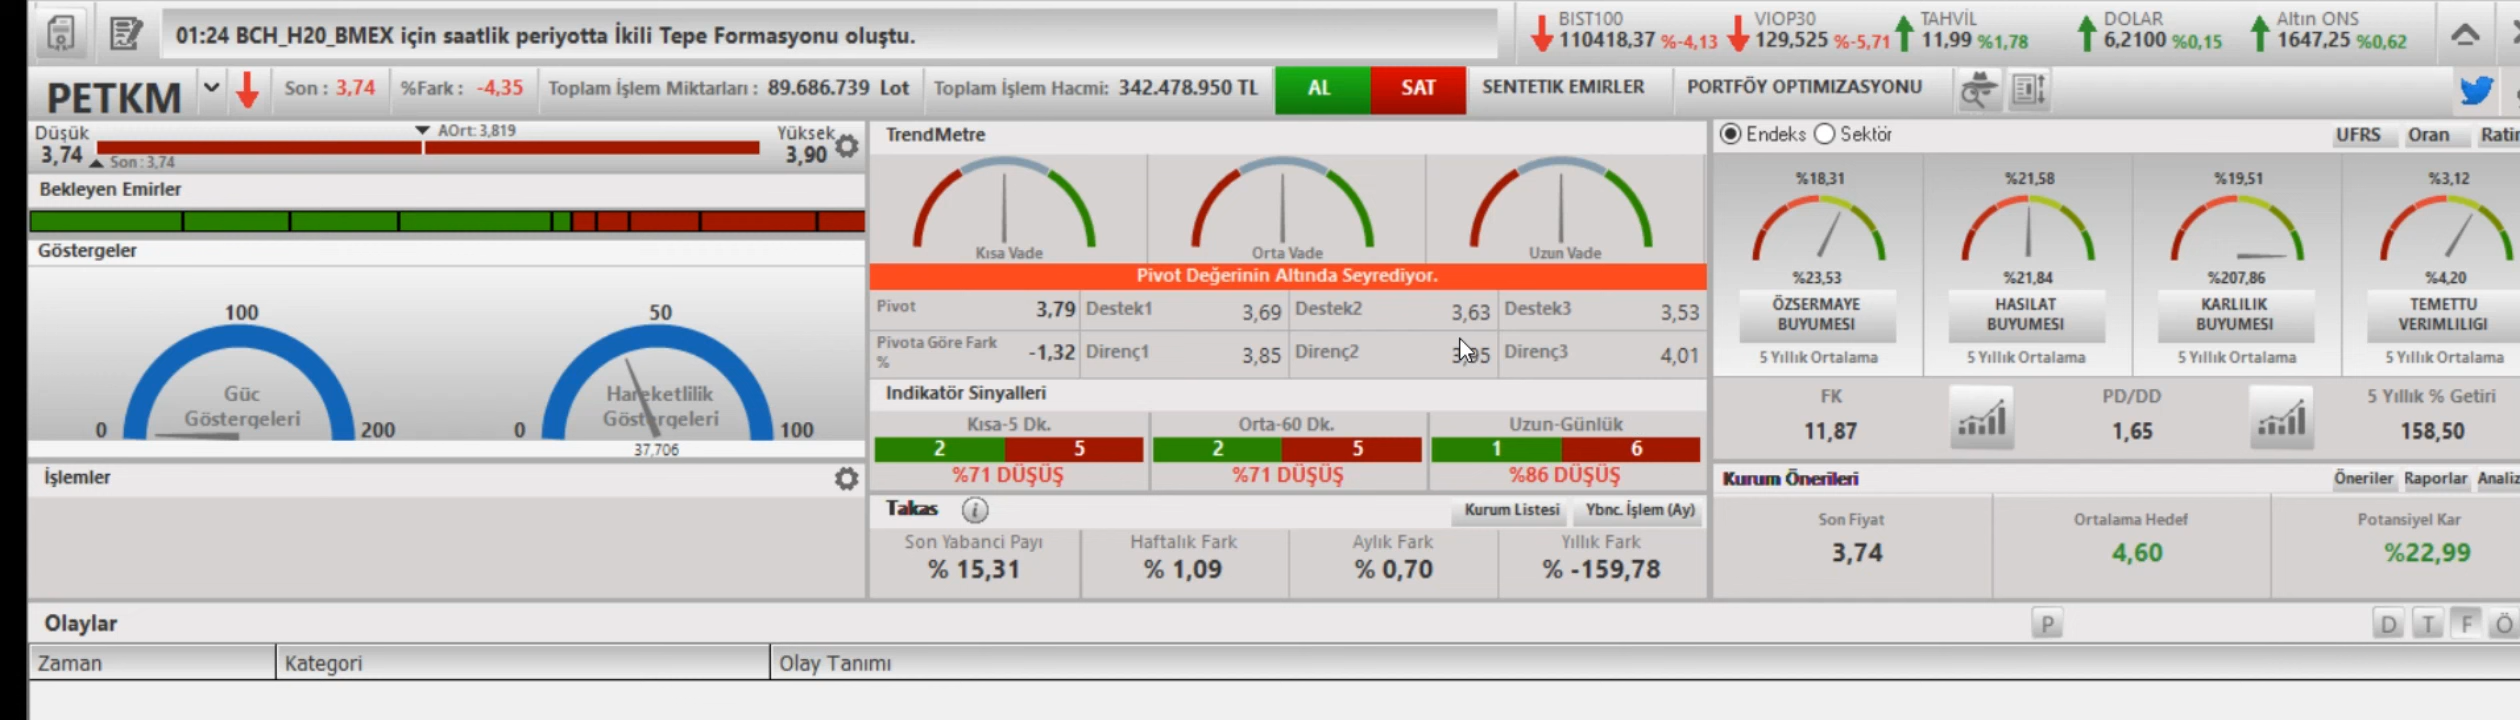 01:24 BCH_H20_BMEX için saatlik periyotta İkili Tepe Formasyonu oluştu.
BIST100 110418,37 %-4,13
VIOP30 129,525 %-5,71
TAHVİL 11,99 %1,78
DOLAR 6,2100 %0,15
Altın ONS 1647,25 %0,62
PETKM Son : 3,74 %Fark : -4,35 Toplam İşlem Miktarları : 89.686.739 Lot Toplam İşlem Hacmi: 342.478.950 TL AL SAT SENTETIK EMIRLER PORTFÖY OPTIMIZASYONU
Düşük AOrt: 3,819 Yüksek
3,74 Son : 3,74 3,90
Bekleyen Emirler
Göstergeler
100 50
Güç Göstergeleri
Hareketlilik Göstergeleri
0 200 0 100
37,706
İşlemler
TrendMetre
Kısa Vade Orta Vade Uzun Vade
Pivot Değerinin Altında Seyrediyor.
Pivot 3,79 Destek1 3,69 Destek2 3,63 Destek3 3,53
Pivota Göre Fark % -1,32 Direnç1 3,85 Direnç2 Direnç3 4,01
Indikatör Sinyalleri
Kısa-5 Dk. Orta-60 Dk. Uzun-Günlük
2 5 2 5 1 6
%71 DÜŞÜŞ %71 DÜŞÜŞ %86 DÜŞÜŞ
Takas i Kurum Listesi Ybnc. İşlem (Ay)
Son Yabanci Payı Haftalık Fark Aylık Fark Yıllık Fark
% 15,31 % 1,09 % 0,70 % -159,78
Endeks Sektör UFRS Oran
%18,31 %21,58 %19,51 %3,12
%23,53 %21,84 %207,86 %4,20
ÖZSERMAYE HASILAT KARLILIK TEMETTU
BUYUMESI BUYUMESI BUYUMESI VERIMLILIGI
5 Yıllık Ortalama 5 Yıllık Ortalama 5 Yıllık Ortalama 5 Yıllık Ortalama
FK PD/DD 5 Yıllık % Getiri
11,87 1,65 158,50
Kurum Önerileri Öneriler Raporlar
Son Fiyat Ortalama Hedef Potansiyel Kar
3,74 4,60 %22,99
Olaylar P D T F Ö
Zaman Kategori Olay Tanımı